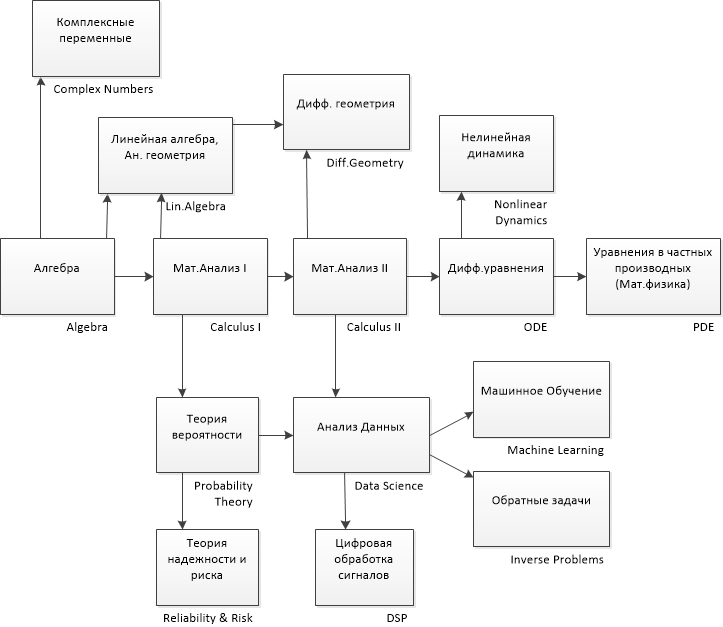 Комплексные
переменные
Complex Numbers
Дифф. геометрия
Diff.Geometry
Линейная алгебра,
Ан. геометрия
Lin.Algebra
Нелинейная
динамика
Nonlinear
Dynamics
Алгебра
Algebra
Мат.Анализ I
Calculus I
Мат.Анализ II
Calculus II
Дифф.уравнения
ODE
Уравнения в частных
производных
(Мат.физика)
PDE
Теория
вероятности
Probability
Theory
Анализ Данных
Data Science
Машинное Обучение
Machine Learning
Обратные задачи
Inverse Problems
Теория
надежности и
риска
Reliability & Risk
Цифровая
обработка
сигналов
DSP